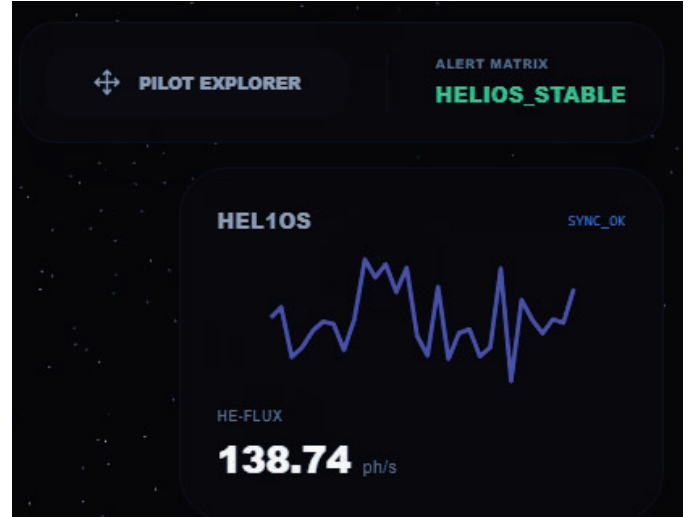 PILOT EXPLORER
ALERT MATRIX
HELIOS_STABLE
HEL1OS
SYNC_OK
HE-FLUX
138.74 ph/s